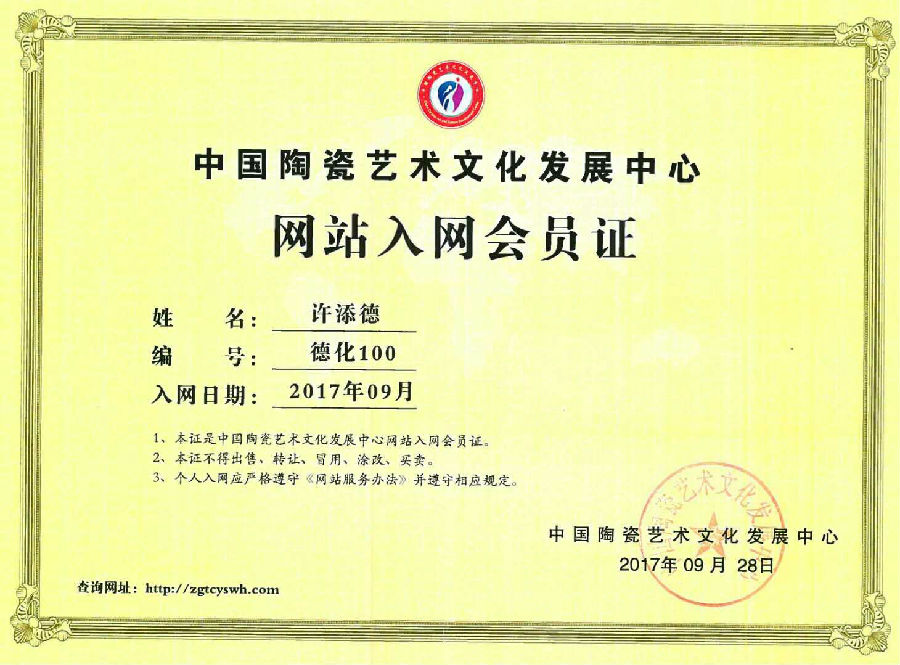 中国陶瓷艺术文化发展中心
网站入网会员证
姓 名： 许添德
编 号： 德化100
入网日期： 2017年09月
1、本证是中国陶瓷艺术文化发展中心网站入网会员证。
2、本证不得出售、转让、冒用、涂改、买卖。
3、个人入网应严格遵守《网站服务办法》并遵守相应规定。
中国陶瓷艺术文化发展中心
2017年 09 月 28日
查询网址：http://zgtcyswh.com